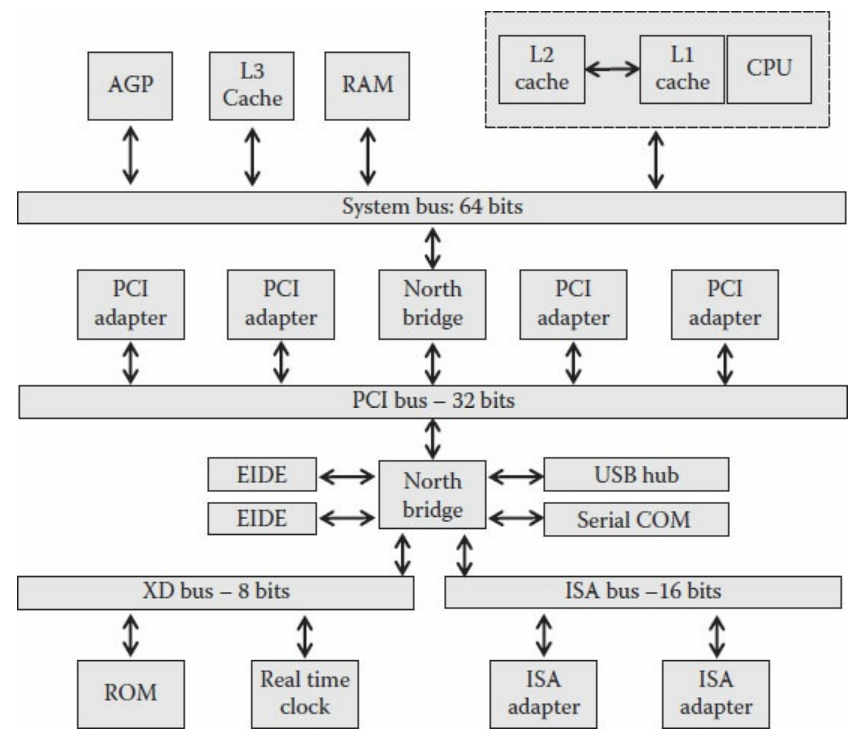 AGP
L3
Cache
RAM
L2
cache
L1
cache
CPU
System bus: 64 bits
PCI
adapter
PCI
adapter
North
bridge
PCI
adapter
PCI
adapter
PCI bus – 32 bits
EIDE
EIDE
North
bridge
USB hub
Serial COM
XD bus – 8 bits
ISA bus –16 bits
ROM
Real time
clock
ISA
adapter
ISA
adapter